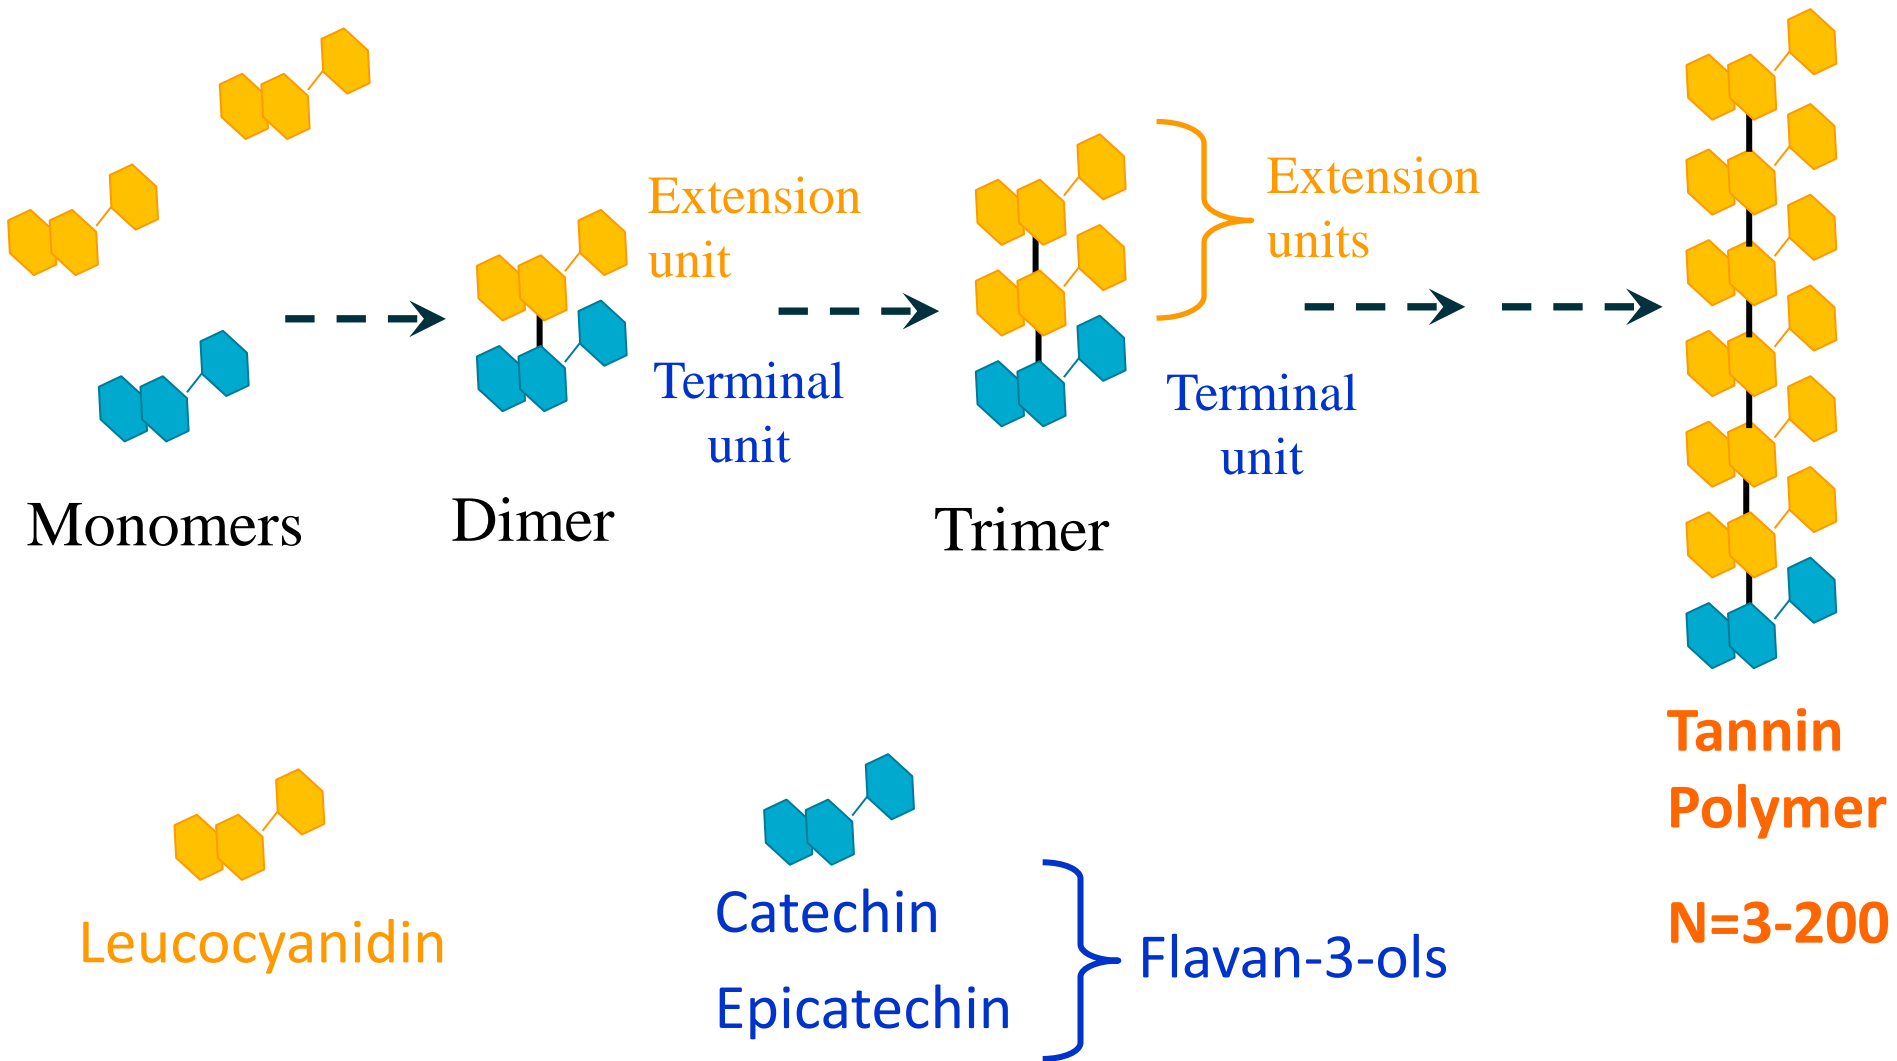 Extension
unit
Terminal
unit
Extension
units
Terminal
unit
Monomers
Dimer
Trimer
Tannin
Polymer
N=3-200
Leucocyanidin
Catechin
Epicatechin
Flavan-3-ols